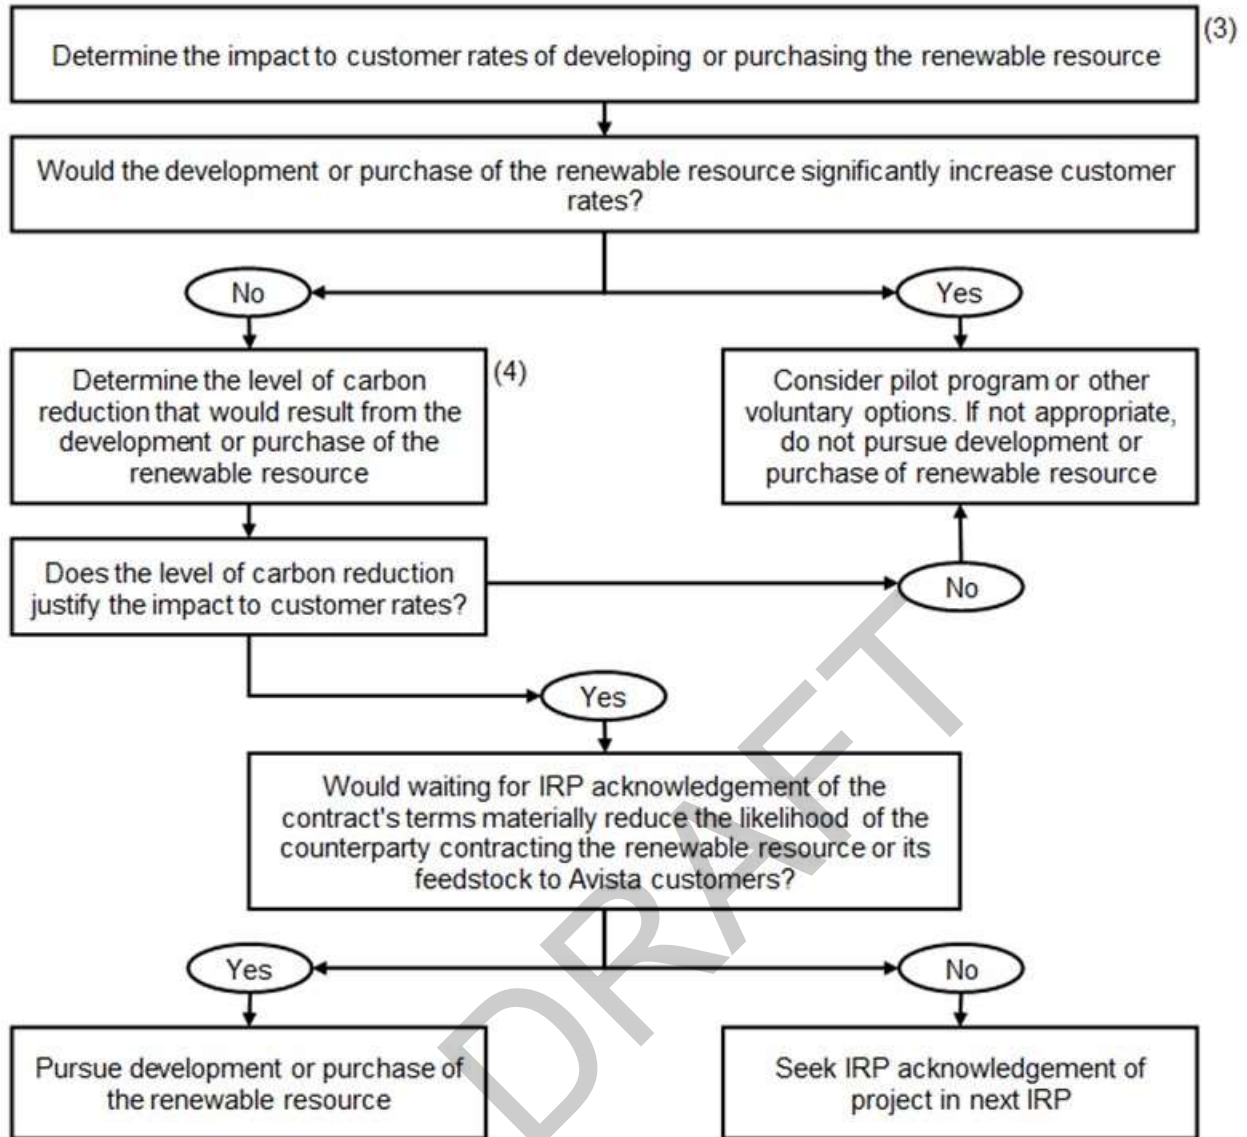 (3)
Determine the impact to customer rates of developing or purchasing the renewable resource
Would the development or purchase of the renewable resource significantly increase customer
rates?
No
Yes
Determine the level of carbon
reduction that would result from the
development or purchase of the
renewable resource
(4)
Consider pilot program or other
voluntary options. If not appropriate,
do not pursue development or
purchase of renewable resource
Does the level of carbon reduction
justify the impact to customer rates?
No
Yes
Would waiting for IRP acknowledgement of the
contract's terms materially reduce the likelihood of the
counterparty contracting the renewable resource or its
feedstock to Avista customers?
Yes
No
Pursue development or purchase of
the renewable resource
Seek IRP acknowledgement of
project in next IRP
DRAFT